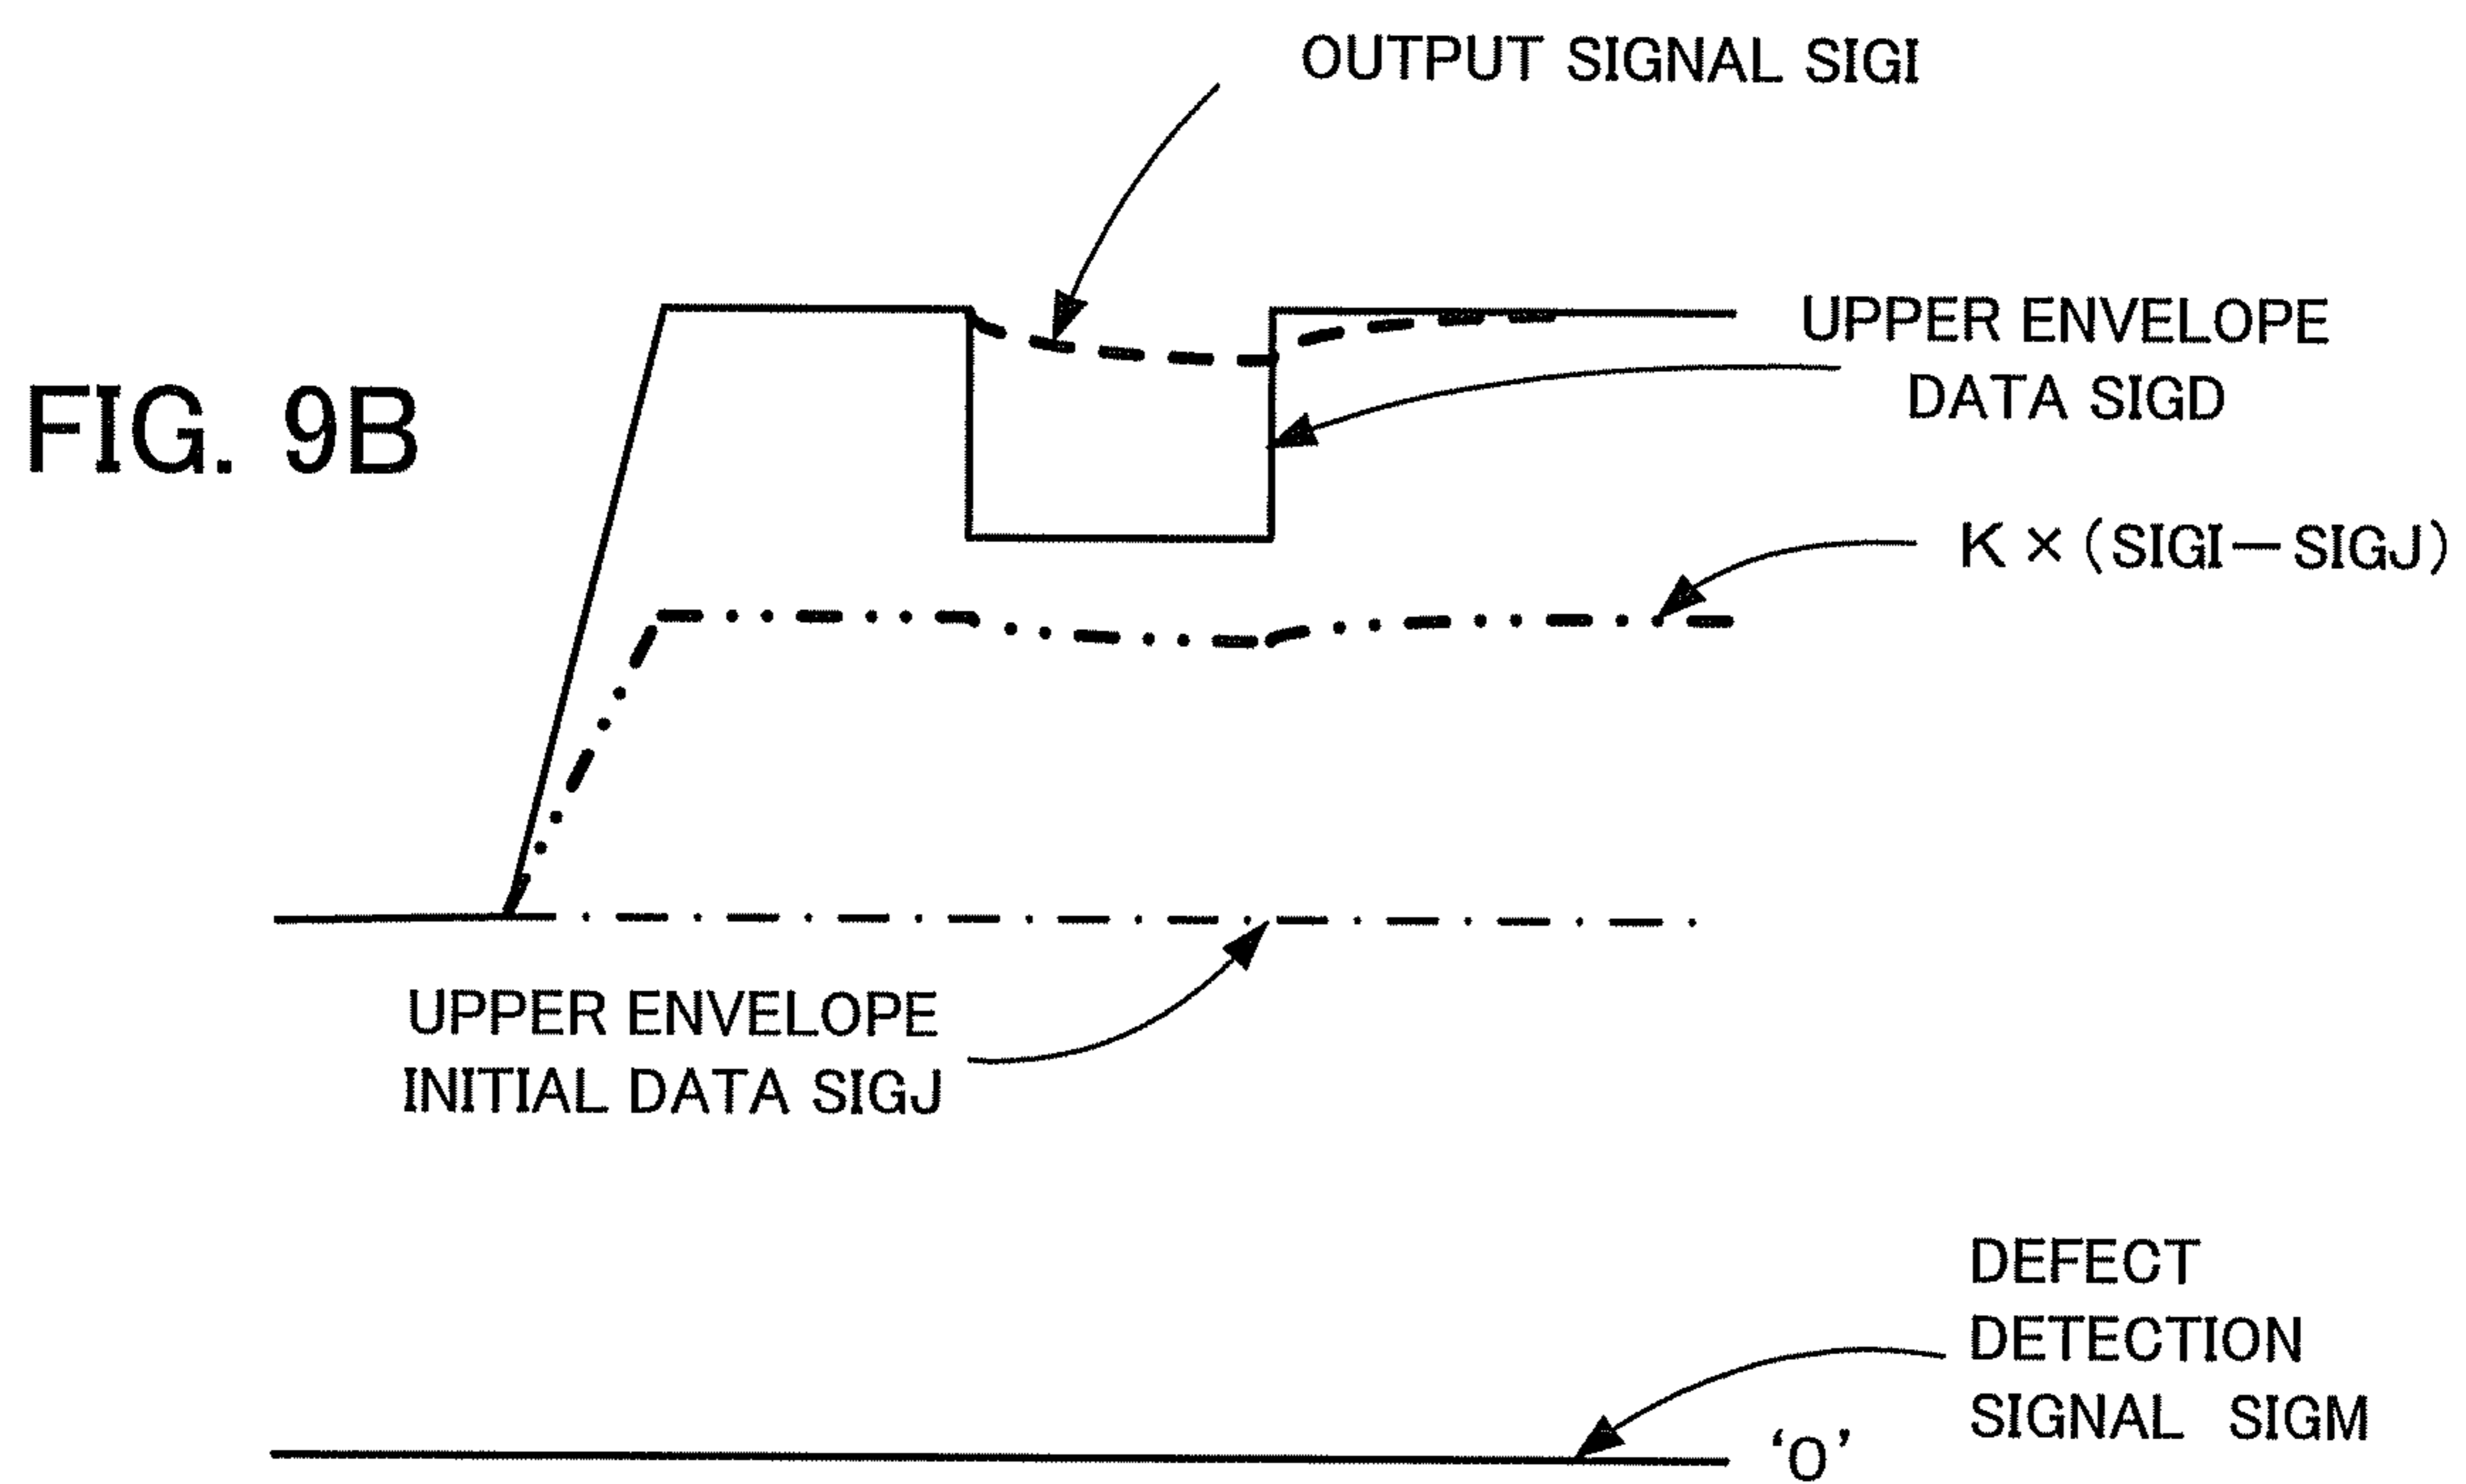 OUTPUT SIGNAL SIGI
UPPER ENVELOPE
DATA SIGD
FIG. 9B
K × (SIGI－SIGJ)
UPPER ENVELOPE
INITIAL DATA SIGJ
DEFECT
DETECTION
SIGNAL SIGM
‘0’